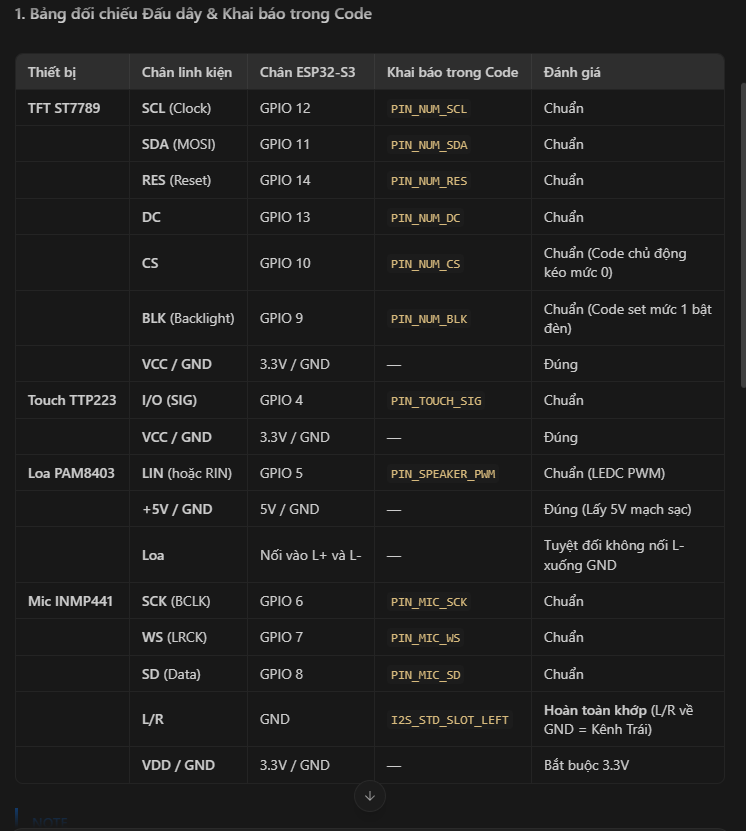 1. Bảng đối chiếu Đấu dây & Khai báo trong Code
Thiết bị Chân linh kiện Chân ESP32-S3 Khai báo trong Code Đánh giá
TFT ST7789 SCL (Clock) GPIO 12 PIN_NUM_SCL Chuẩn
SDA (MOSI) GPIO 11 PIN_NUM_SDA Chuẩn
RES (Reset) GPIO 14 PIN_NUM_RES Chuẩn
DC GPIO 13 PIN_NUM_DC Chuẩn
CS GPIO 10 PIN_NUM_CS Chuẩn (Code chủ động
kéo mức 0)
BLK (Backlight) GPIO 9 PIN_NUM_BLK Chuẩn (Code set mức 1 bật
đèn)
VCC / GND 3.3V / GND — Đúng
Touch TTP223 I/O (SIG) GPIO 4 PIN_TOUCH_SIG Chuẩn
VCC / GND 3.3V / GND — Đúng
Loa PAM8403 LIN (hoặc RIN) GPIO 5 PIN_SPEAKER_PWM Chuẩn (LEDC PWM)
+5V / GND 5V / GND — Đúng (Lấy 5V mạch sạc)
Loa Nối vào L+ và L- — Tuyệt đối không nối L-
xuống GND
Mic INMP441 SCK (BCLK) GPIO 6 PIN_MIC_SCK Chuẩn
WS (LRCK) GPIO 7 PIN_MIC_WS Chuẩn
SD (Data) GPIO 8 PIN_MIC_SD Chuẩn
L/R GND I2S_STD_SLOT_LEFT Hoàn toàn khớp (L/R về
GND = Kênh Trái)
VDD / GND 3.3V / GND — Bắt buộc 3.3V
NOTE